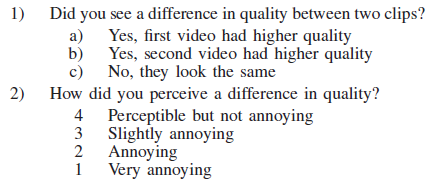 1) Did you see a difference in quality between two clips?
a) Yes, first video had higher quality
b) Yes, second video had higher quality
c) No, they look the same
2) How did you perceive a difference in quality?
4 Perceptible but not annoying
3 Slightly annoying
2 Annoying
1 Very annoying